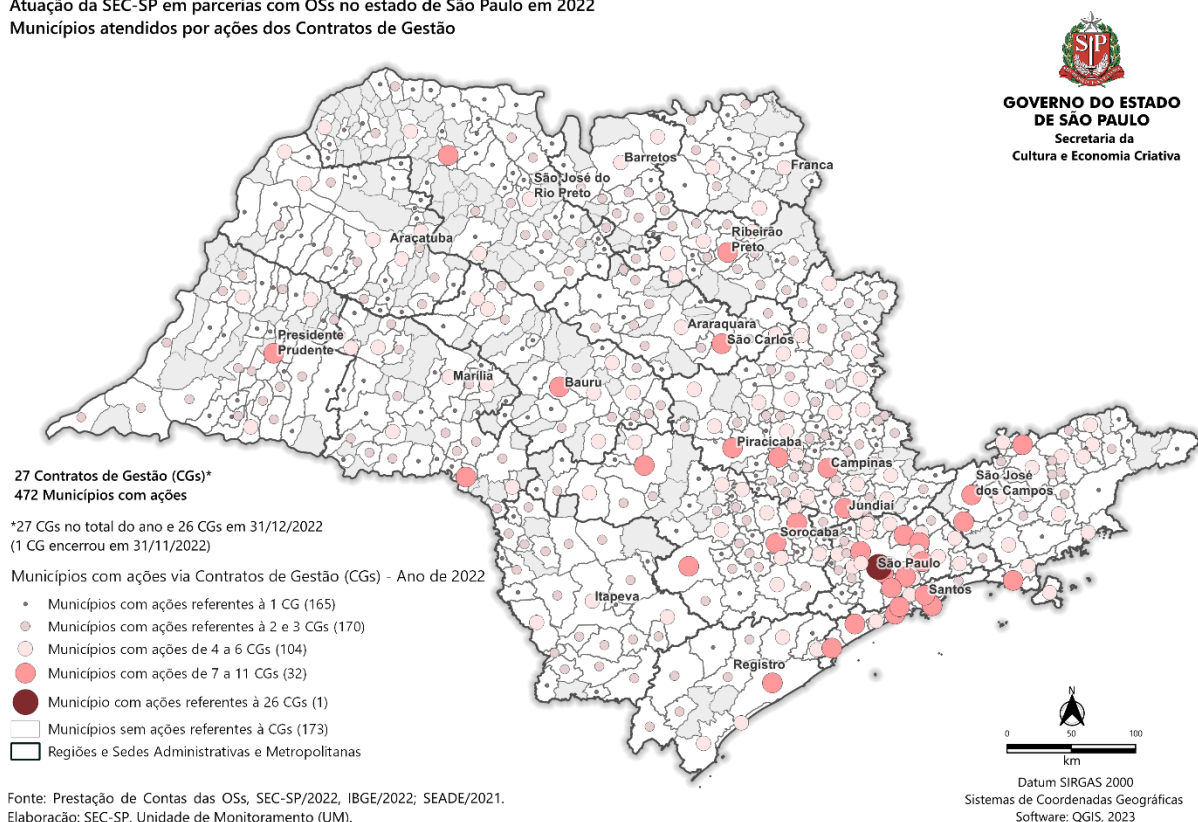 Atuação da SEC-SP em parcerias com OSs no estado de São Paulo em 2022
Municípios atendidos por ações dos Contratos de Gestão
SP
GOVERNO DO ESTADO
DE SÃO PAULO
Secretaria da
Cultura e Economia Criativa
Barretos
Franca
São José do
Rio Preto
Ribeirão
Preto
Araçatuba
Araraquara
São Carlos
Presidente
Prudente
Marília
Bauru
Piracicaba
Campinas
São José
dos Campos
Jundiaí
Sorocaba
São Paulo
Santos
Itapeva
Registro
27 Contratos de Gestão (CGs)*
472 Municípios com ações
*27 CGs no total do ano e 26 CGs em 31/12/2022
(1 CG encerrou em 31/11/2022)
Municípios com ações via Contratos de Gestão (CGs) - Ano de 2022
Municípios com ações referentes à 1 CG (165)
Municípios com ações referentes à 2 e 3 CGs (170)
Municípios com ações de 4 a 6 CGs (104)
Municípios com ações de 7 a 11 CGs (32)
Município com ações referentes à 26 CGs (1)
Municípios sem ações referentes à CGs (173)
Regiões e Sedes Administrativas e Metropolitanas
Fonte: Prestação de Contas das OSs, SEC-SP/2022, IBGE/2022; SEADE/2021.
Elaboração: SEC-SP, Unidade de Monitoramento (UM).
N
0 50 100
km
Datum SIRGAS 2000
Sistemas de Coordenadas Geográficas
Software: QGIS, 2023